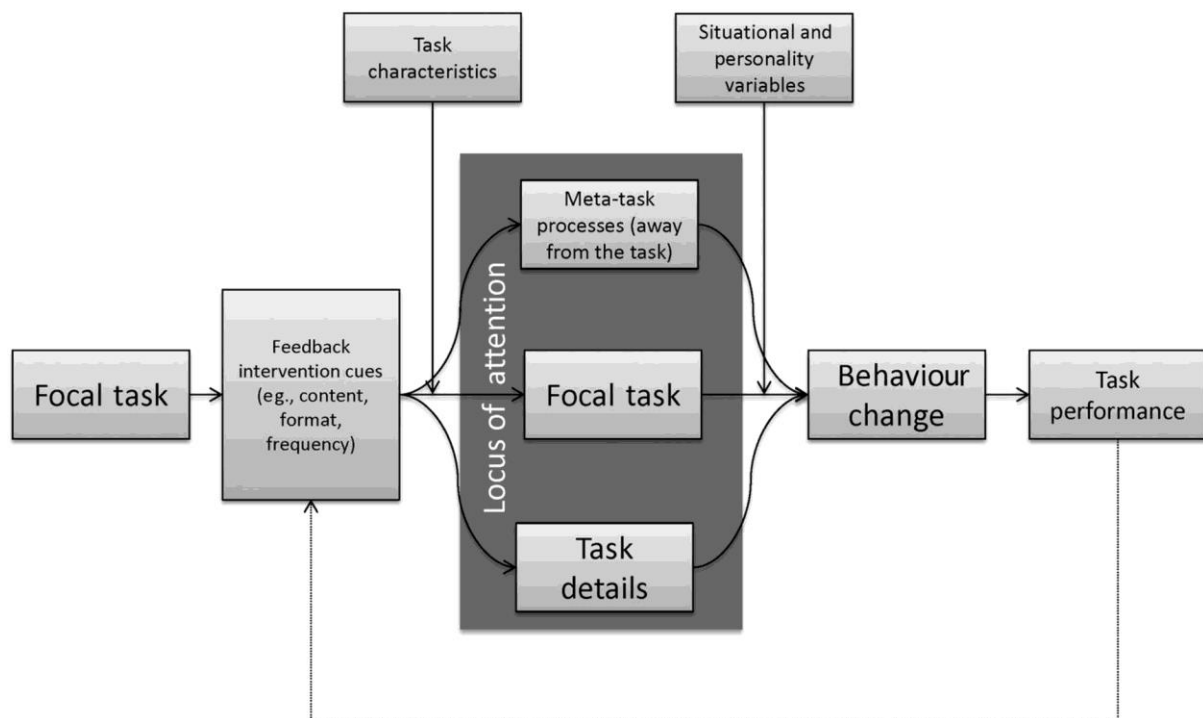 Task
characteristics
Situational and
personality
variables
Meta-task
processes (away
from the task)
Locus of attention
Focal task
Feedback
intervention cues
(eg., content,
format,
frequency)
Focal task
Behaviour
change
Task
performance
Task
details